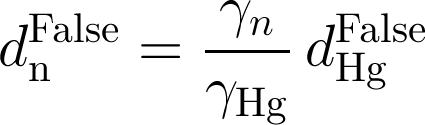 d_n^False = γ_n / γ_Hg d_Hg^False